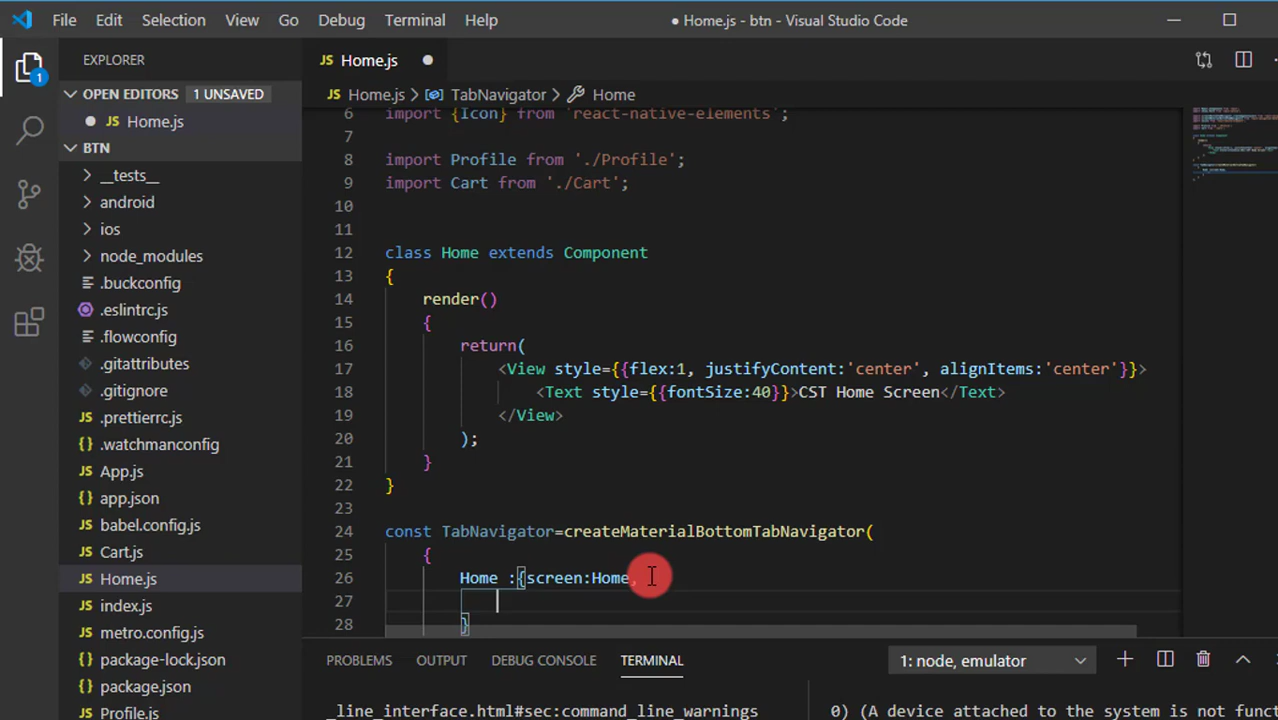 File Edit Selection View Go Debug Terminal Help ● Home.js - btn - Visual Studio Code
EXPLORER
OPEN EDITORS 1 UNSAVED
JS Home.js
BTN
__tests__
android
ios
node_modules
.buckconfig
.eslintrc.js
.flowconfig
.gitattributes
.gitignore
JS .prettierrc.js
{} .watchmanconfig
JS App.js
{} app.json
JS babel.config.js
JS Cart.js
JS Home.js
JS index.js
JS metro.config.js
{} package-lock.json
{} package.json
JS Profile.js
1
JS Home.js
JS Home.js > TabNavigator > Home
6 import {Icon} from 'react-native-elements';
7
8 import Profile from './Profile';
9 import Cart from './Cart';
10
11
12 class Home extends Component
13 {
14 render()
15 {
16 return(
17 <View style={{flex:1, justifyContent:'center', alignItems:'center'}}>
18 <Text style={{fontSize:40}}>CST Home Screen</Text>
19 </View>
20 );
21 }
22 }
23
24 const TabNavigator=createMaterialBottomTabNavigator(
25 {
26 Home :{screen:Home,
27
28 }
PROBLEMS OUTPUT DEBUG CONSOLE TERMINAL 1: node, emulator
_line_interface.html#sec:command_line_warnings
0) (A device attached to the system is not funct